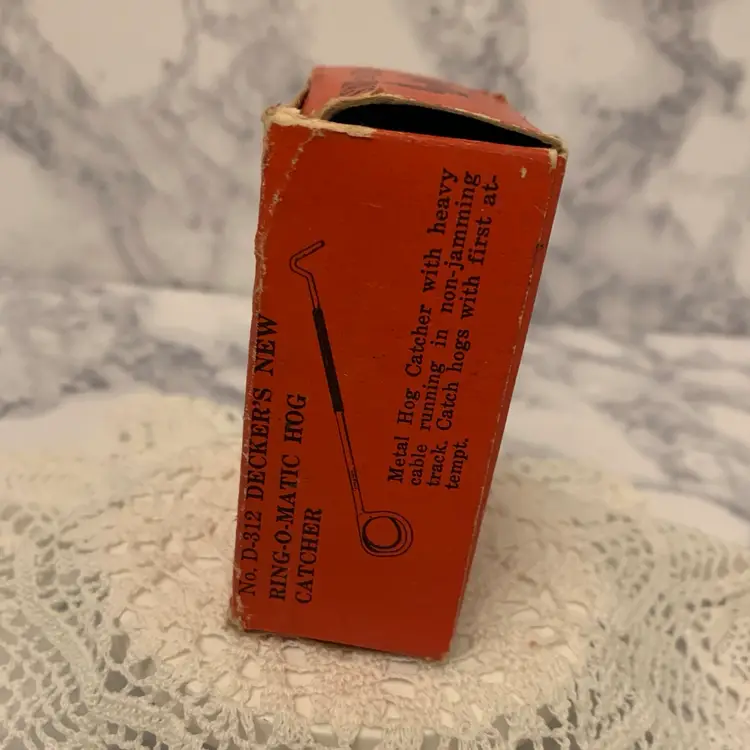 No. D-312 DECKER'S NEW
RING-O-MATIC HOG
CATCHER
Metal Hog Catcher with heavy
cable running in non-jamming
track. Catch hogs with first at-
tempt.